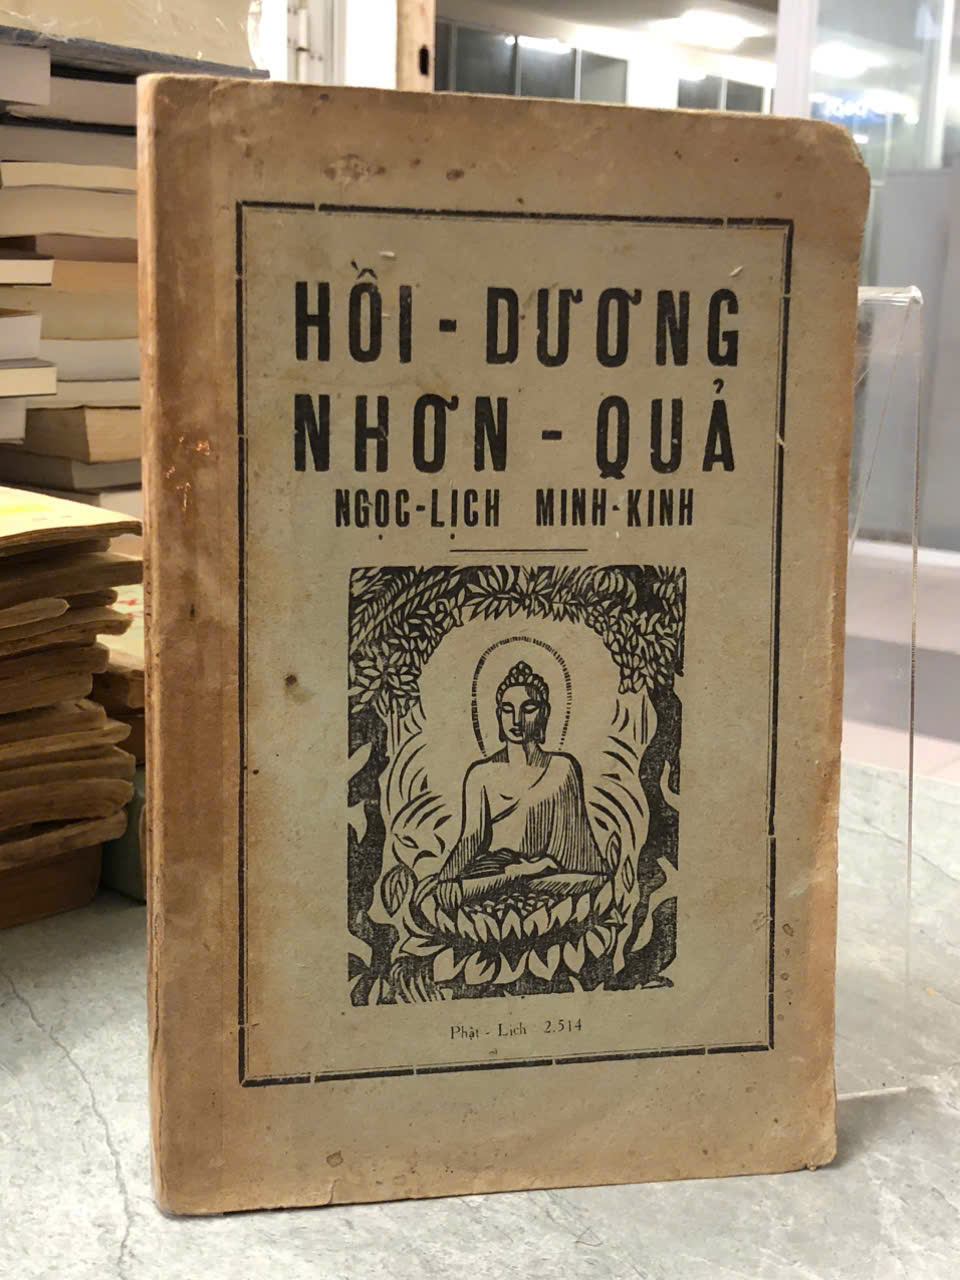 HỒI - DƯƠNG
NHƠN - QUẢ
NGỌC-LỊCH MINH-KINH
Phật - Lịch 2.514